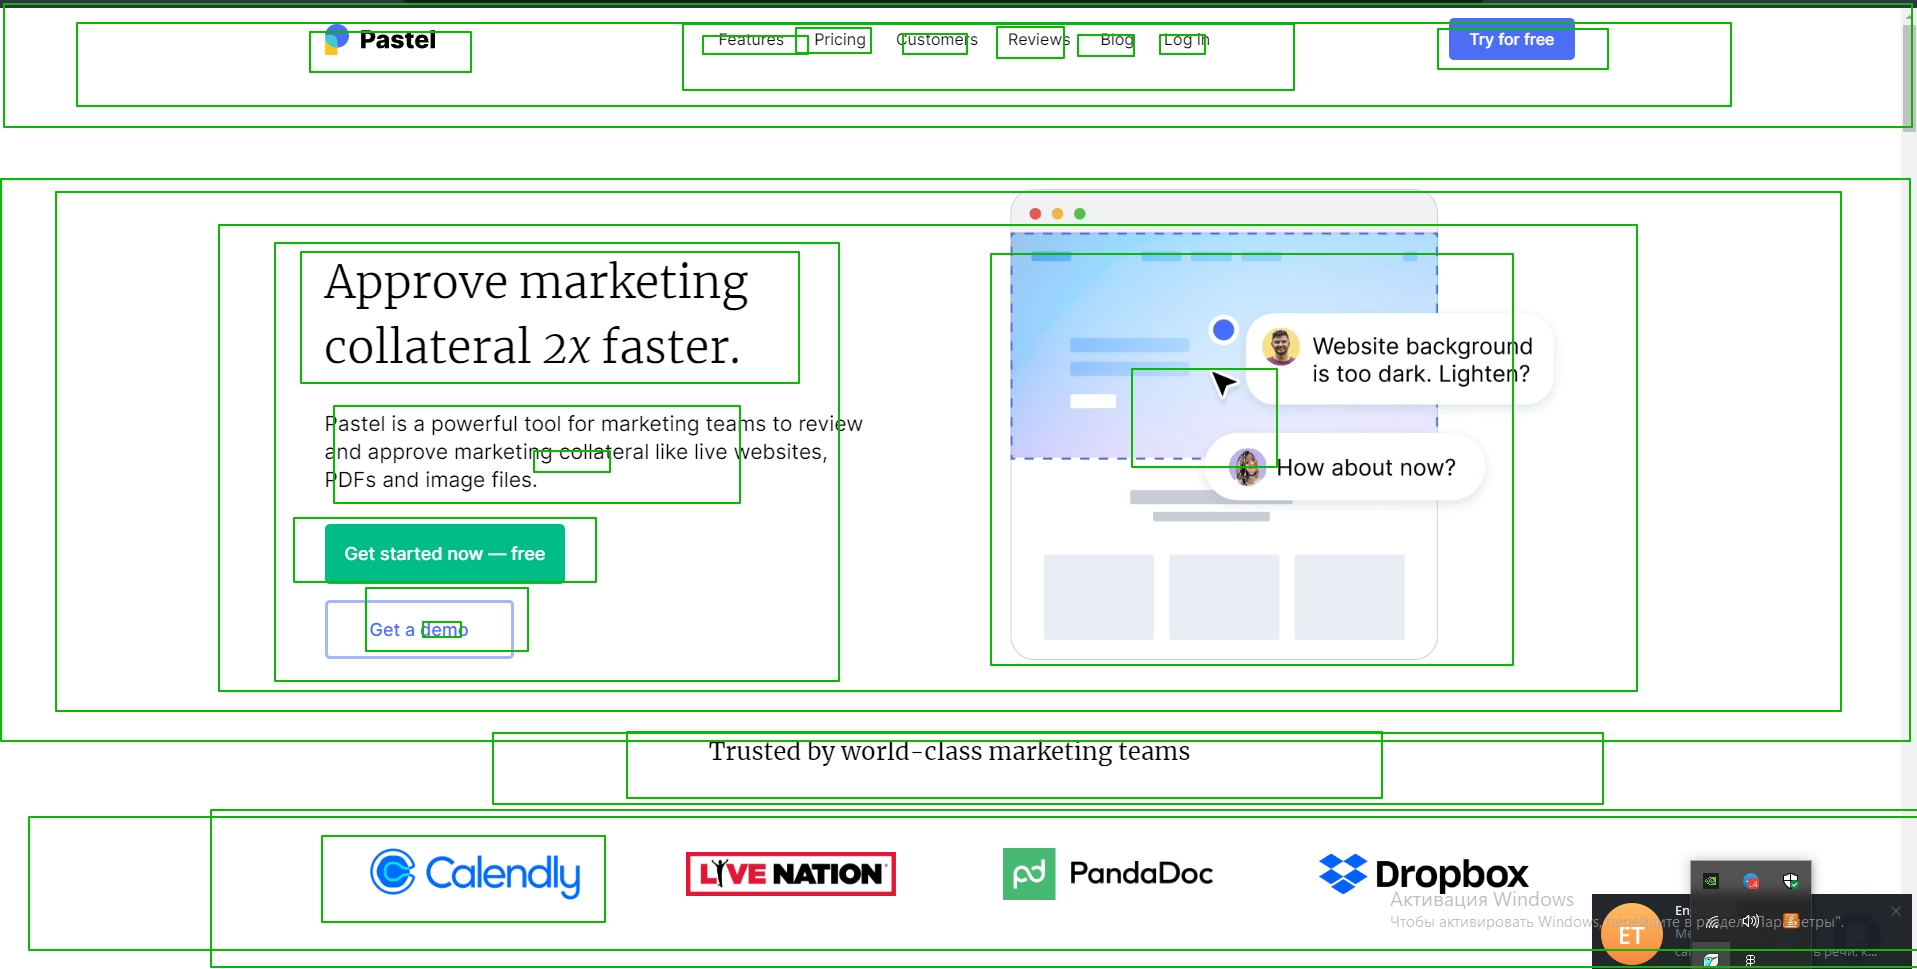 Pastel
Features Pricing Customers Reviews Blog Log in
Try for free
Approve marketing
collateral 2x faster.
Pastel is a powerful tool for marketing teams to review
and approve marketing collateral like live websites,
PDFs and image files.
Get started now — free
Get a demo
Website background
is too dark. Lighten?
How about now?
Trusted by world-class marketing teams
Calendly
LIVE NATION
pd PandaDoc
Dropbox
Активация Windows
Чтобы активировать Windows, перейдите в раздел "Параметры".
ET
En